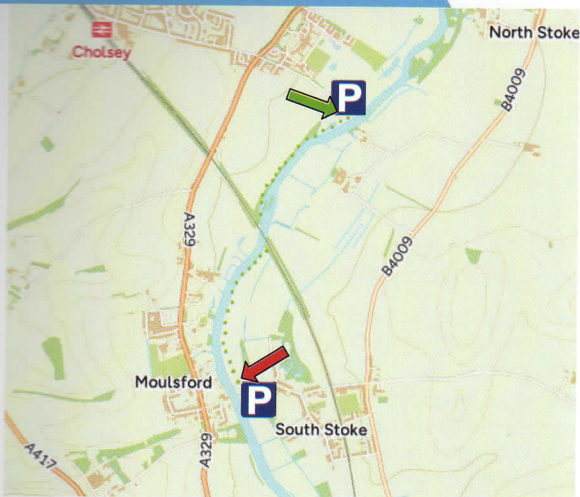 North Stoke
Cholsey
P
B4009
A329
B4009
Moulsford
P
South Stoke
A417
A329